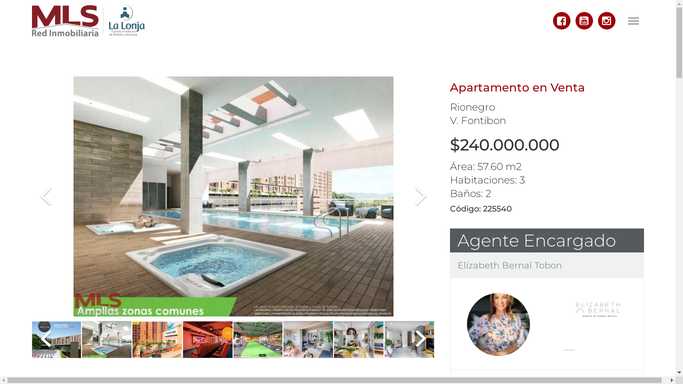 MLS
Red Inmobiliaria
La Lonja
Apartamento en Venta
Rionegro
V. Fontibon
$240.000.000
Área: 57.60 m2
Habitaciones: 3
Baños: 2
Código: 225540
Agente Encargado
Elizabeth Bernal Tobon
MLS
Amplias zonas comunes
ELIZABETH
BERNAL